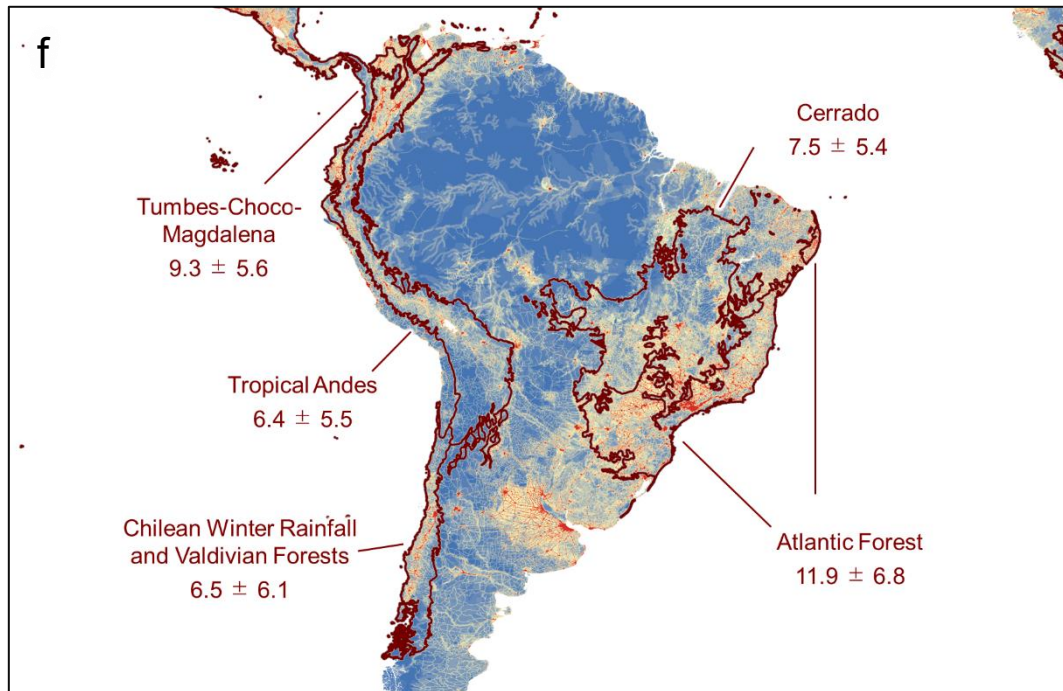 f
Cerrado
7.5 ± 5.4
Tumbes-Choco-
Magdalena
9.3 ± 5.6
Tropical Andes
6.4 ± 5.5
Chilean Winter Rainfall
and Valdivian Forests
6.5 ± 6.1
Atlantic Forest
11.9 ± 6.8